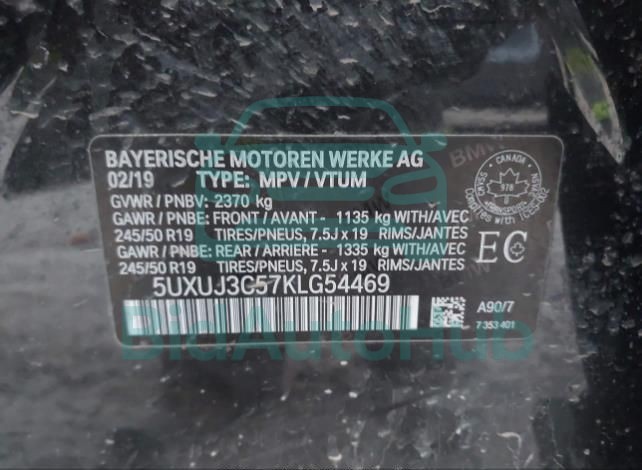 BAYERISCHE MOTOREN WERKE AG
02/19 TYPE: MPV / VTUM
GVWR / PNBV: 2370 kg
GAWR / PNBE: FRONT / AVANT - 1135 kg WITH/AVEC
245/50 R19 TIRES/PNEUS, 7.5J x 19 RIMS/JANTES
GAWR / PNBE: REAR / ARRIERE - 1335 kg WITH/AVEC
245/50 R19 TIRES/PNEUS, 7.5J x 19 RIMS/JANTES
5UXUJ3C57KLG54469
CANADA
978
TRANSPORT
EC
A90/7
7 353 401
BMW
BidAutoHub